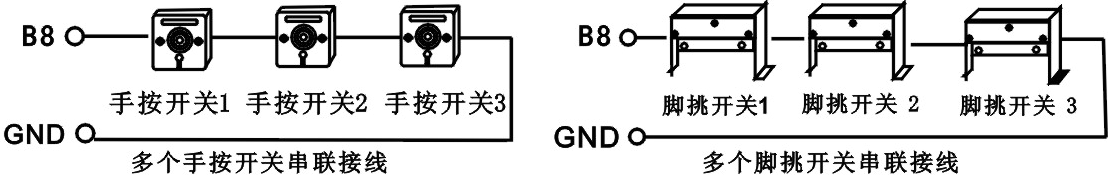 B8
手按开关1 手按开关2 手按开关3
GND
多个手按开关串联接线
B8
脚挑开关1 脚挑开关 2 脚挑开关 3
GND
多个脚挑开关串联接线